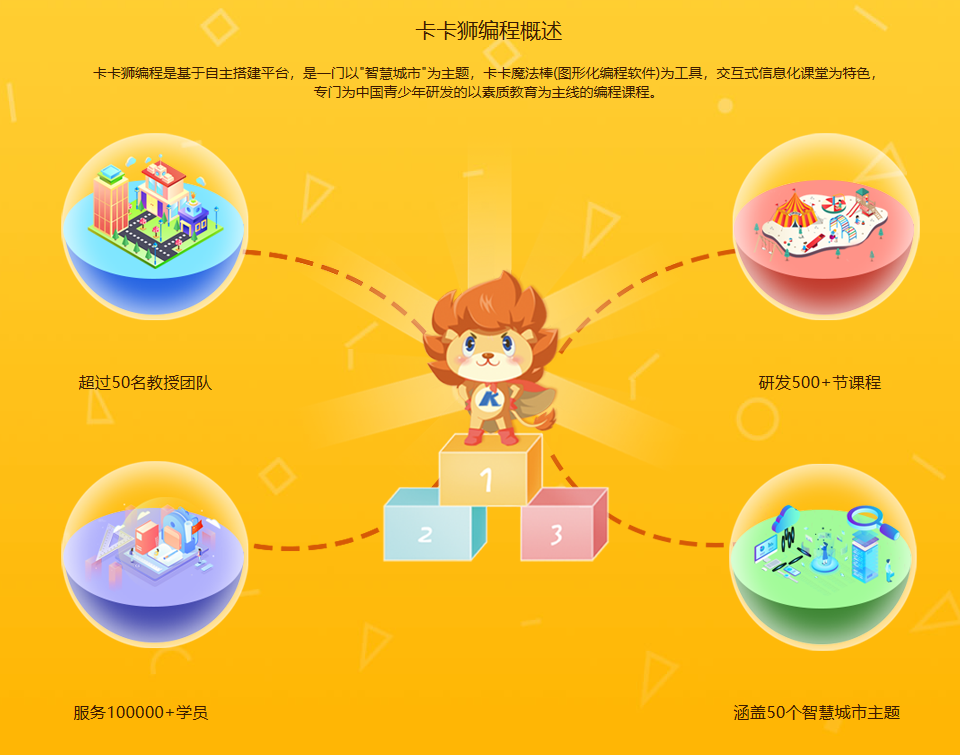 卡卡狮编程概述
卡卡狮编程是基于自主搭建平台，是一门以"智慧城市"为主题，卡卡魔法棒(图形化编程软件)为工具，交互式信息化课堂为特色，
专门为中国青少年研发的以素质教育为主线的编程课程。
超过50名教授团队
研发500+节课程
K
1
2
3
服务100000+学员
涵盖50个智慧城市主题